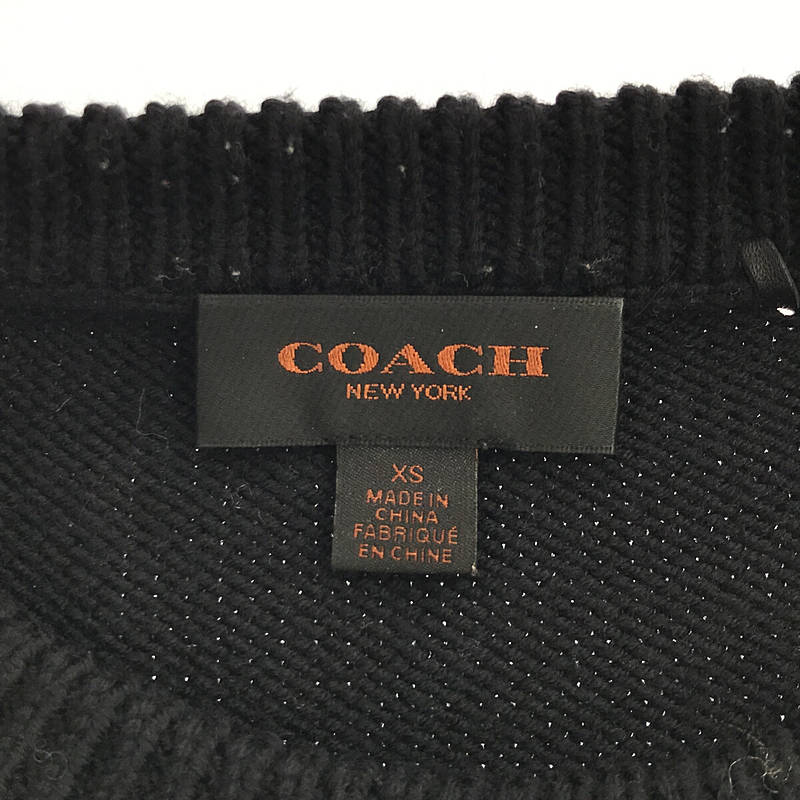 COACH
NEW YORK
XS
MADE IN
CHINA
FABRIQUÉ
EN CHINE